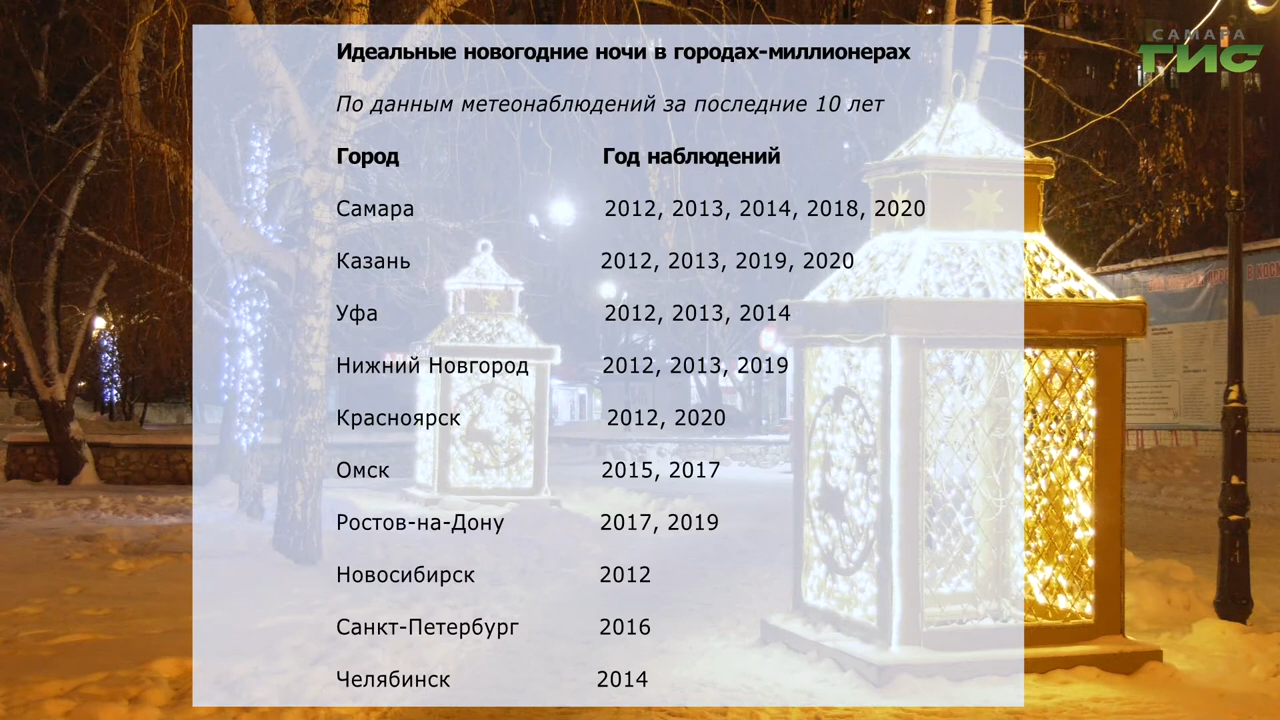 САМАРА
ГИС
Идеальные новогодние ночи в городах-миллионерах
По данным метеонаблюдений за последние 10 лет
Город Год наблюдений
Самара 2012, 2013, 2014, 2018, 2020
Казань 2012, 2013, 2019, 2020
Уфа 2012, 2013, 2014
Нижний Новгород 2012, 2013, 2019
Красноярск 2012, 2020
Омск 2015, 2017
Ростов-на-Дону 2017, 2019
Новосибирск 2012
Санкт-Петербург 2016
Челябинск 2014